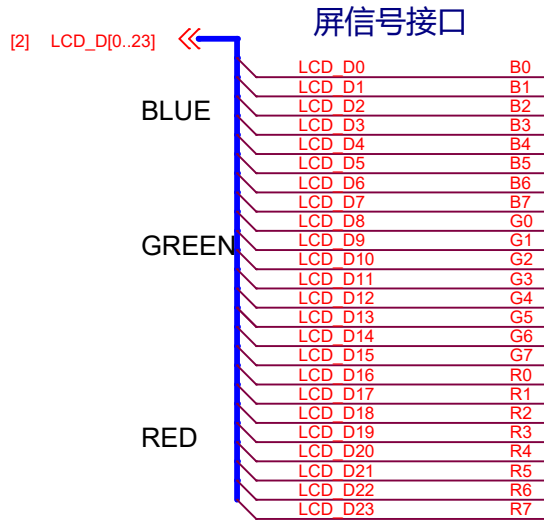 屏信号接口
[2] LCD_D[0..23]
LCD_D0 B0
LCD_D1 B1
BLUE
LCD_D2 B2
LCD_D3 B3
LCD_D4 B4
LCD_D5 B5
LCD_D6 B6
LCD_D7 B7
LCD_D8 G0
GREEN
LCD_D9 G1
LCD_D10 G2
LCD_D11 G3
LCD_D12 G4
LCD_D13 G5
LCD_D14 G6
LCD_D15 G7
LCD_D16 R0
LCD_D17 R1
LCD_D18 R2
RED
LCD_D19 R3
LCD_D20 R4
LCD_D21 R5
LCD_D22 R6
LCD_D23 R7